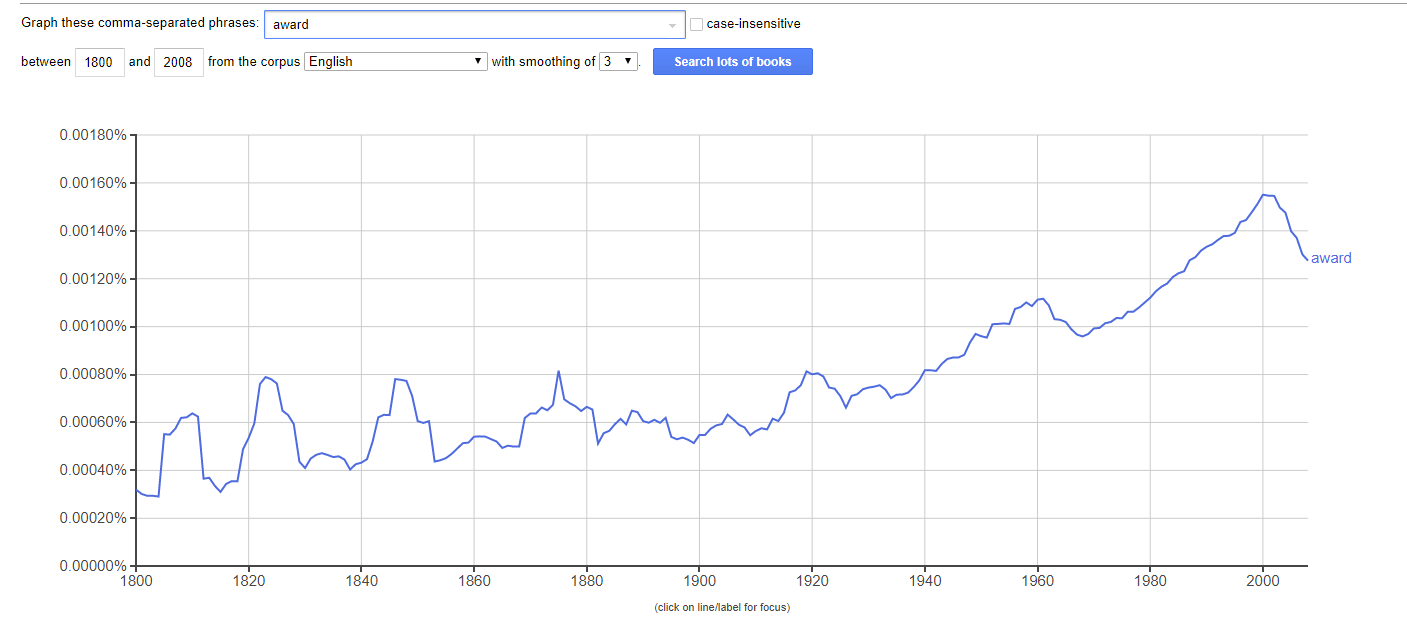 Graph these comma-separated phrases: award case-insensitive
between 1800 and 2008 from the corpus English with smoothing of 3 . Search lots of books
0.00180%
0.00160%
0.00140%
0.00120%
0.00100%
0.00080%
0.00060%
0.00040%
0.00020%
0.00000%
award
1800 1820 1840 1860 1880 1900 1920 1940 1960 1980 2000
(click on line/label for focus)